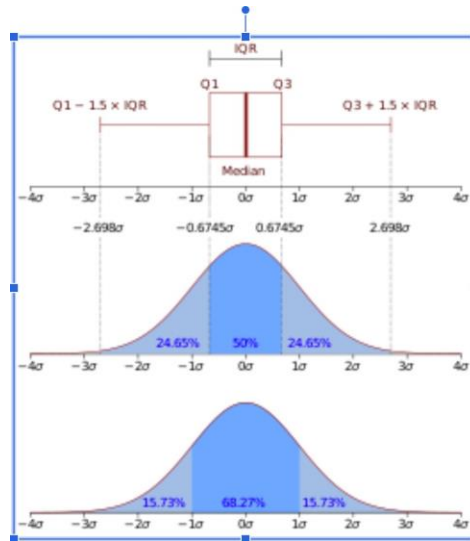 IQR
Q1 Q3
Q1 − 1.5 × IQR Q3 + 1.5 × IQR
Median
−4σ −3σ −2σ −1σ 0σ 1σ 2σ 3σ 4σ
−2.698σ −0.6745σ 0.6745σ 2.698σ
24.65% 50% 24.65%
−4σ −3σ −2σ −1σ 0σ 1σ 2σ 3σ 4σ
15.73% 68.27% 15.73%
−4σ −3σ −2σ −1σ 0σ 1σ 2σ 3σ 4σ